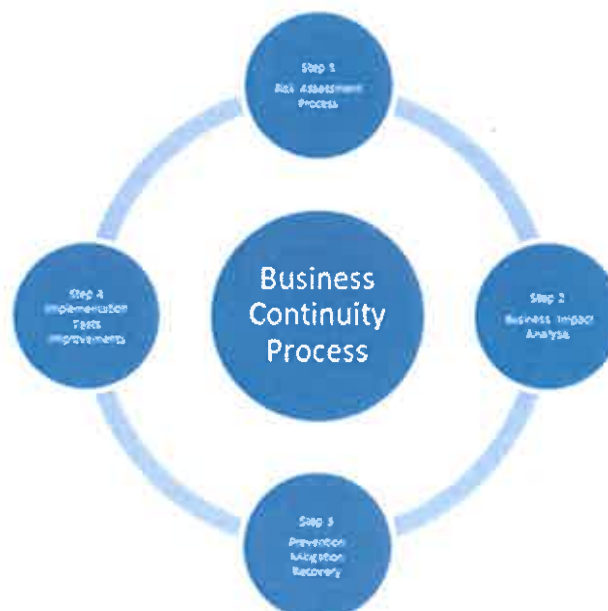 Step 1
Risk Assessment
Process
Step 4
Implementation
Tests
Improvements
Business
Continuity
Process
Step 2
Business Impact
Analysis
Step 3
Prevention
Mitigation
Recovery